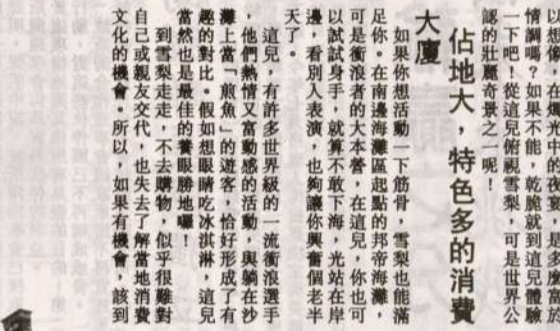 以想像，在燈海中的夜宴，是多麼富
情調嗎？如果不能，乾脆就到這兒體驗
一下吧！從這兒俯視雪梨，可是世界公
認的壯麗奇景之一呢！
佔地大，特色多的消費
大廈
如果你想活動一下筋骨，雪梨也能滿
足你。在南邊海灘區起點的邦帝海灘，
可是衝浪者的大本營，在這兒，你也可
以試試身手，就算不敢下海，光站在岸
邊，看別人表演，也夠讓你興奮個老半
天了。
這兒，有許多世界級的一流衝浪選手
，他們熱情又富動感的活動，與躺在沙
灘上當「煎魚」的遊客，恰好形成了有
趣的對比。假如想眼睛吃冰淇淋，這兒
當然也是最佳的養眼勝地囉！
到雪梨走走，不去購物，似乎很難對
自己或親友交代，也失去了解當地消費
文化的機會。所以，如果有機會，該到